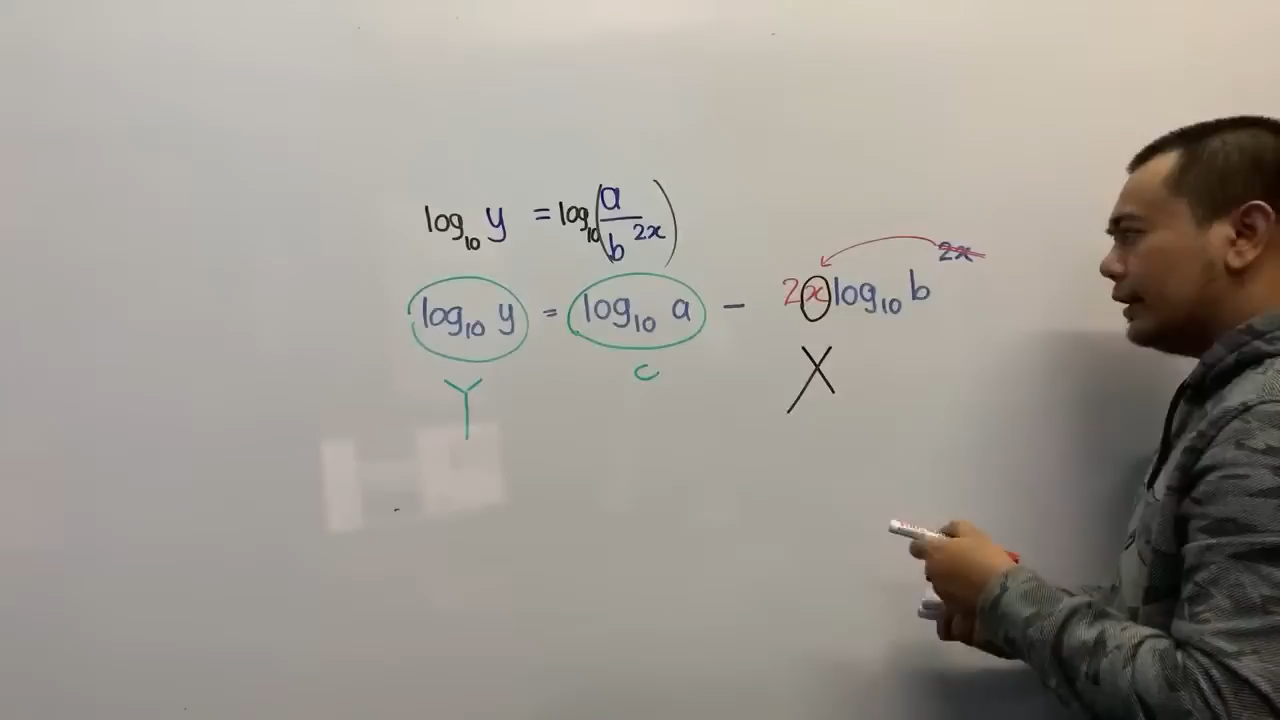 log₁₀ y = log₁₀ (a / b^2x)
log₁₀ y = log₁₀ a - 2x log₁₀ b ~~2x~~
Y c X